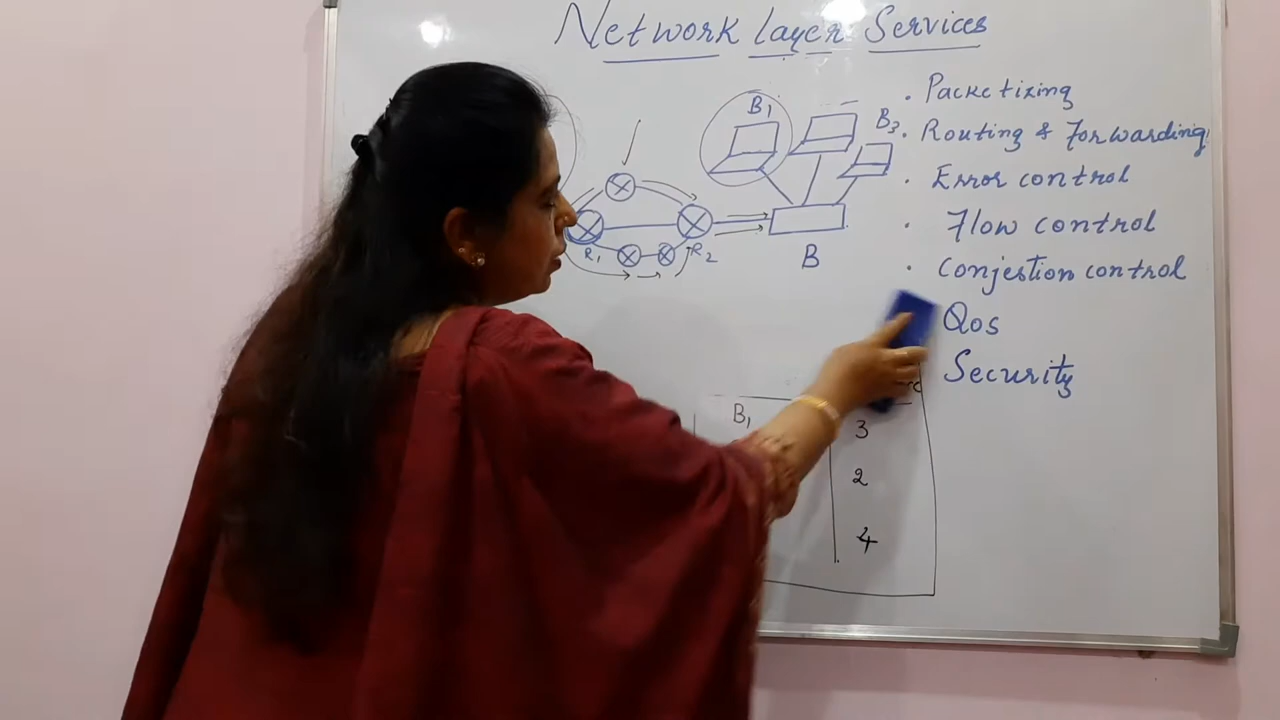 Network layer Services
B1
B3
R1
R2
B
. Packetizing
. Routing & Forwarding
. Error control
. Flow control
. Conjestion control
Qos
Security
B1
3
2
4